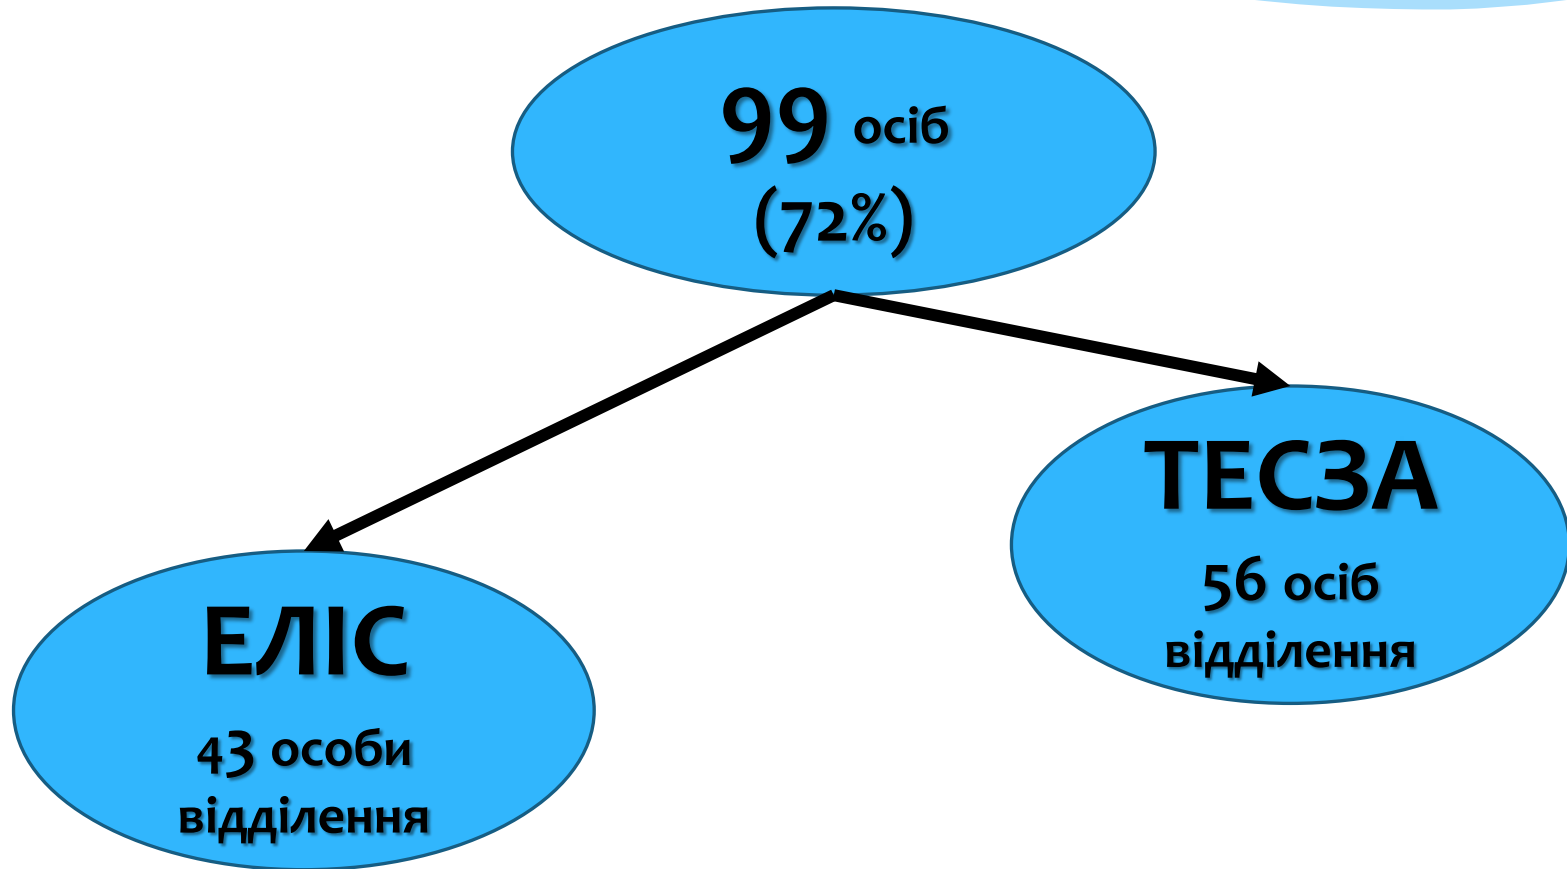 99 осіб
(72%)
ТЕСЗА
56 осіб
відділення
ЕЛІС
43 особи
відділення